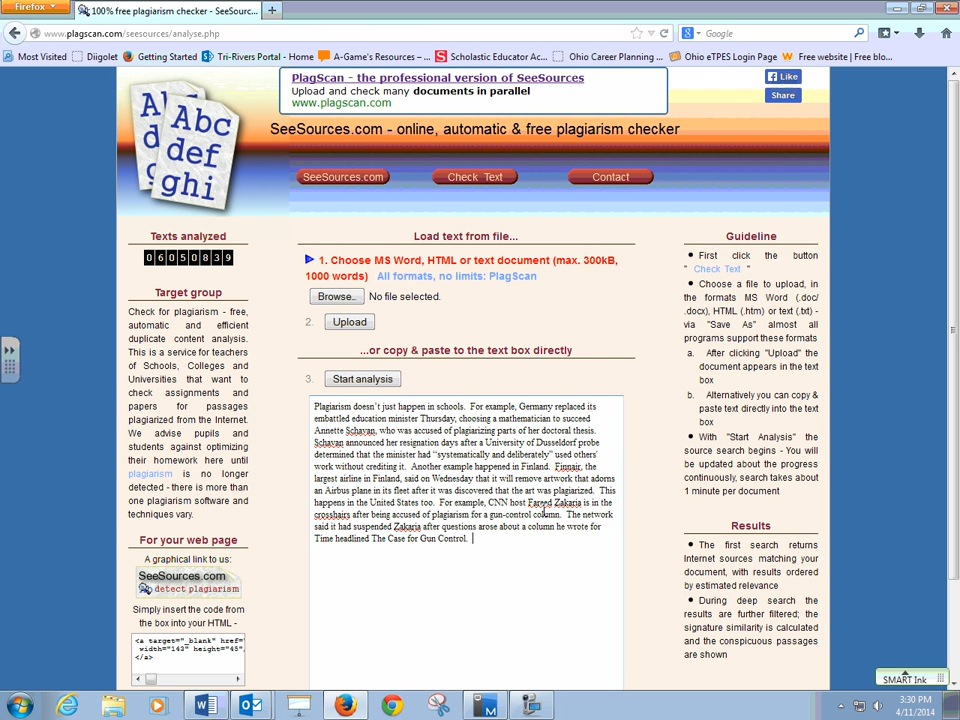 Firefox
100% free plagiarism checker - SeeSourc...
www.plagscan.com/seesources/analyse.php
Google
Most Visited
Diigolet
Getting Started
Tri-Rivers Portal - Home
A-Game's Resources – ...
Scholastic Educator Ac...
Ohio Career Planning ...
Ohio eTPES Login Page
Free website | Free blo...
PlagScan - the professional version of SeeSources
Upload and check many documents in parallel
www.plagscan.com
Like
Share
Abc
def
ghi
SeeSources.com - online, automatic & free plagiarism checker
SeeSources.com
Check Text
Contact
Texts analyzed
06050839
Target group
Check for plagiarism - free,
automatic and efficient
duplicate content analysis.
This is a service for teachers
of Schools, Colleges and
Universities that want to
check assignments and
papers for passages
plagiarized from the Internet.
We advise pupils and
students against optimizing
their homework here until
plagiarism is no longer
detected - there is more than
one plagiarism software and
techniques vary.
For your web page
A graphical link to us:
SeeSources.com
detect plagiarism
Simply insert the code from
the box into your HTML -
<a target="_blank" href=
width="143" height="45"
</a>
Load text from file...
1. Choose MS Word, HTML or text document (max. 300kB,
1000 words) All formats, no limits: PlagScan
Browse... No file selected.
2. Upload
...or copy & paste to the text box directly
3. Start analysis
Plagiarism doesn't just happen in schools. For example, Germany replaced its
embattled education minister Thursday, choosing a mathematician to succeed
Annette Schavan, who was accused of plagiarizing parts of her doctoral thesis.
Schavan announced her resignation days after a University of Dusseldorf probe
determined that the minister had "systematically and deliberately" used others'
work without crediting it. Another example happened in Finland. Finnair, the
largest airline in Finland, said on Wednesday that it will remove artwork that adorns
an Airbus plane in its fleet after it was discovered that the art was plagiarized. This
happens in the United States too. For example, CNN host Fareed Zakaria is in the
crosshairs after being accused of plagiarism for a gun-control column. The network
said it had suspended Zakaria after questions arose about a column he wrote for
Time headlined The Case for Gun Control.
Guideline
• First click the button
" Check Text "
• Choose a file to upload, in
the formats MS Word (.doc/
.docx), HTML (.htm) or text (.txt) -
via "Save As" almost all
programs support these formats
a. After clicking "Upload" the
document appears in the text
box
b. Alternatively you can copy &
paste text directly into the text
box
• With "Start Analysis" the
source search begins - You will
be updated about the progress
continuously, search takes about
1 minute per document
Results
• The first search returns
Internet sources matching your
document, with results ordered
by estimated relevance
• During deep search the
results are further filtered; the
signature similarity is calculated
and the conspicuous passages
are shown
SMART Ink
3:30 PM
4/11/2014